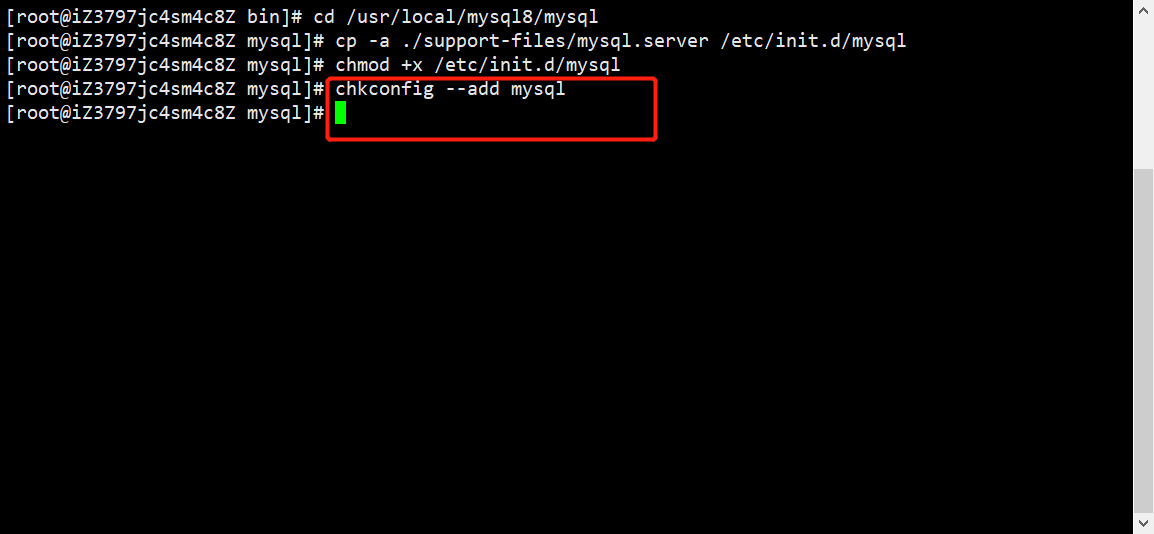 [root@iZ3797jc4sm4c8Z bin]# cd /usr/local/mysql8/mysql
[root@iZ3797jc4sm4c8Z mysql]# cp -a ./support-files/mysql.server /etc/init.d/mysql
[root@iZ3797jc4sm4c8Z mysql]# chmod +x /etc/init.d/mysql
[root@iZ3797jc4sm4c8Z mysql]# chkconfig --add mysql
[root@iZ3797jc4sm4c8Z mysql]#